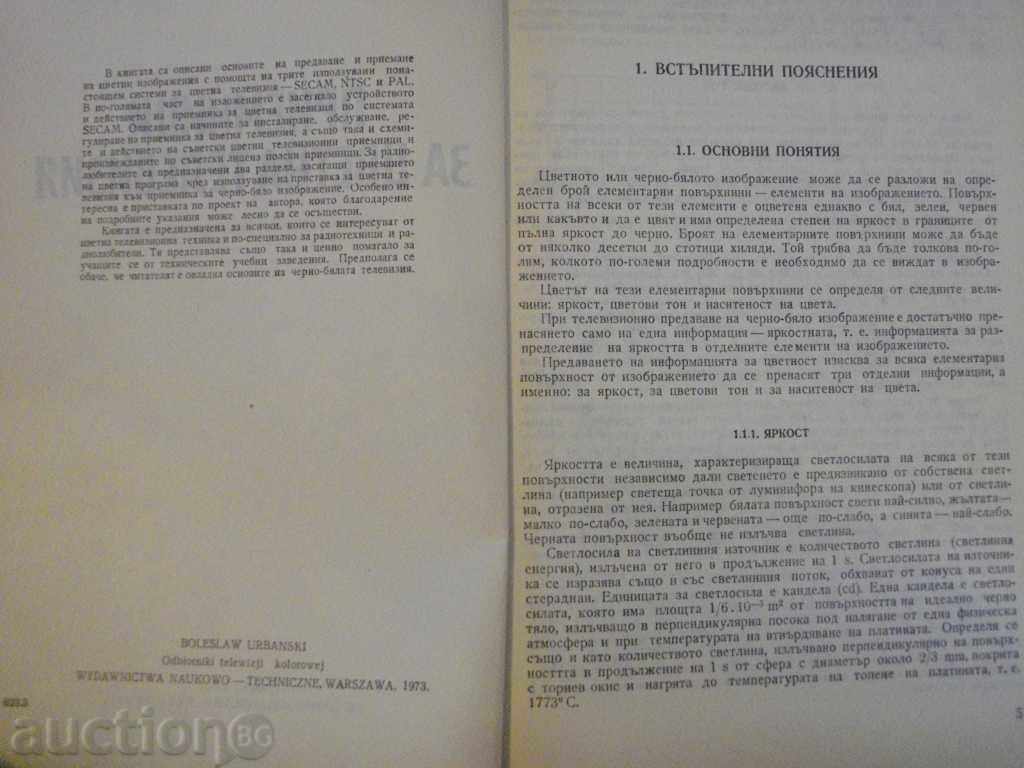 В книгата са описани основите на предаване и приемане
на цветни изображения с помощта на трите използувани пона-
стоящем системи за цветна телевизия — SECAM, NTSC и PAL.
В по-голямата част на изложението е засегнало устройството
и действието на приемника за цветна телевизия по системата
SECAM. Описани са начините за инсталиране, обслужване, ре-
гулиране на приемника за цветна телевизия, а също така и схеми-
те и действието на съветски цветни телевизионни приемници и
произвежданите по съветски лиценз полски приемници. За радио-
любителите са предназначени два раздела, засягащи приемането
на цветна програма чрез използуване на приставка за цветна те-
левизия към приемника за черно-бяло изображение. Особено ин-
тересна е приставката по проект на автора, която благодарение
на подробните указания може лесно да се осъществи.
Книгата е предназначена за всички, които се интересуват от
цветна телевизионна техника и по-специално за радиотехници и ра-
диолюбители. Тя представлява също така и ценно помагало за
учащите се от техническите учебни заведения. Предполага се
обаче, че читателят е овладял основите на черно-бялата телевизия.
BOLESLAW URBANSKI
Odbiorniki telewizji kolorowej
WYDAWNICTWA NAUKOWO — TECHNICZNE, WARSZAWA, 1973.
623.3
auction BG
1. ВСТЪПИТЕЛНИ ПОЯСНЕНИЯ
1.1. ОСНОВНИ ПОНЯТИЯ
Цветното или черно-бялото изображение може да се разложи на опре-
делен брой елементарни повърхнини — елементи на изображението. Повърх-
ността на всеки от тези елементи е оцветена еднакво с бял, зелен, червен
или какъвто и да е цвят и има определена степен на яркост в границите от
пълна яркост до черно. Броят на елементарните повърхнини може да бъде
от няколко десетки до стотици хиляди. Той трябва да бъде толкова по-го-
лям, колкото по-големи подробности е необходимо да се виждат в изобра-
жението.
Цветът на тези елементарни повърхнини се определя от следните вели-
чини: яркост, цветови тон и наситеност на цвета.
При телевизионно предаване на черно-бяло изображение е достатъчно пре-
насянето само на една информация — яркостната, т. е. информацията за раз-
пределение на яркостта в отделните елементи на изображението.
Предаването на информацията за цветност изисква за всяка елементарна
повърхност от изображението да се пренасят три отделни информации, а
именно: за яркост, за цветови тон и за наситеност на цвета.
1.1.1. ЯРКОСТ
Яркостта е величина, характеризираща светлосилата на всяка от тези
повърхности независимо дали светенето е предизвикано от собствена свет-
лина (например светеща точка от луминифора на кинескопа) или от светли-
на, отразена от нея. Например бялата повърхност свети най-силно, жълтата —
малко по-слабо, зелената и червената — още по-слабо, а синята — най-слабо.
Черната повърхност въобще не излъчва светлина.
Светлосила на светлинния източник е количеството светлина (светлинна
енергия), излъчена от него в продължение на 1 s. Светлосилата на източни-
ка се изразява също и със светлинния поток, обхванат от конуса на един
стерадиан. Единицата за светлосила е кандела (cd). Една кандела е светло-
силата, която има площта 1/6.10⁻⁵ m² от повърхността на идеално черно
тяло, излъчващо в перпендикулярна посока под налягане от една физическа
атмосфера и при температурата на втвърдяване на платината. Определя се
също и като количеството светлина, излъчвано перпендикулярно на повърх-
ността в продължение на 1 s от сфера с диаметър около 2/3 mm, покрита
с ториев окис и нагрята до температурата на топене на платината, т. е.
1773° C.
5